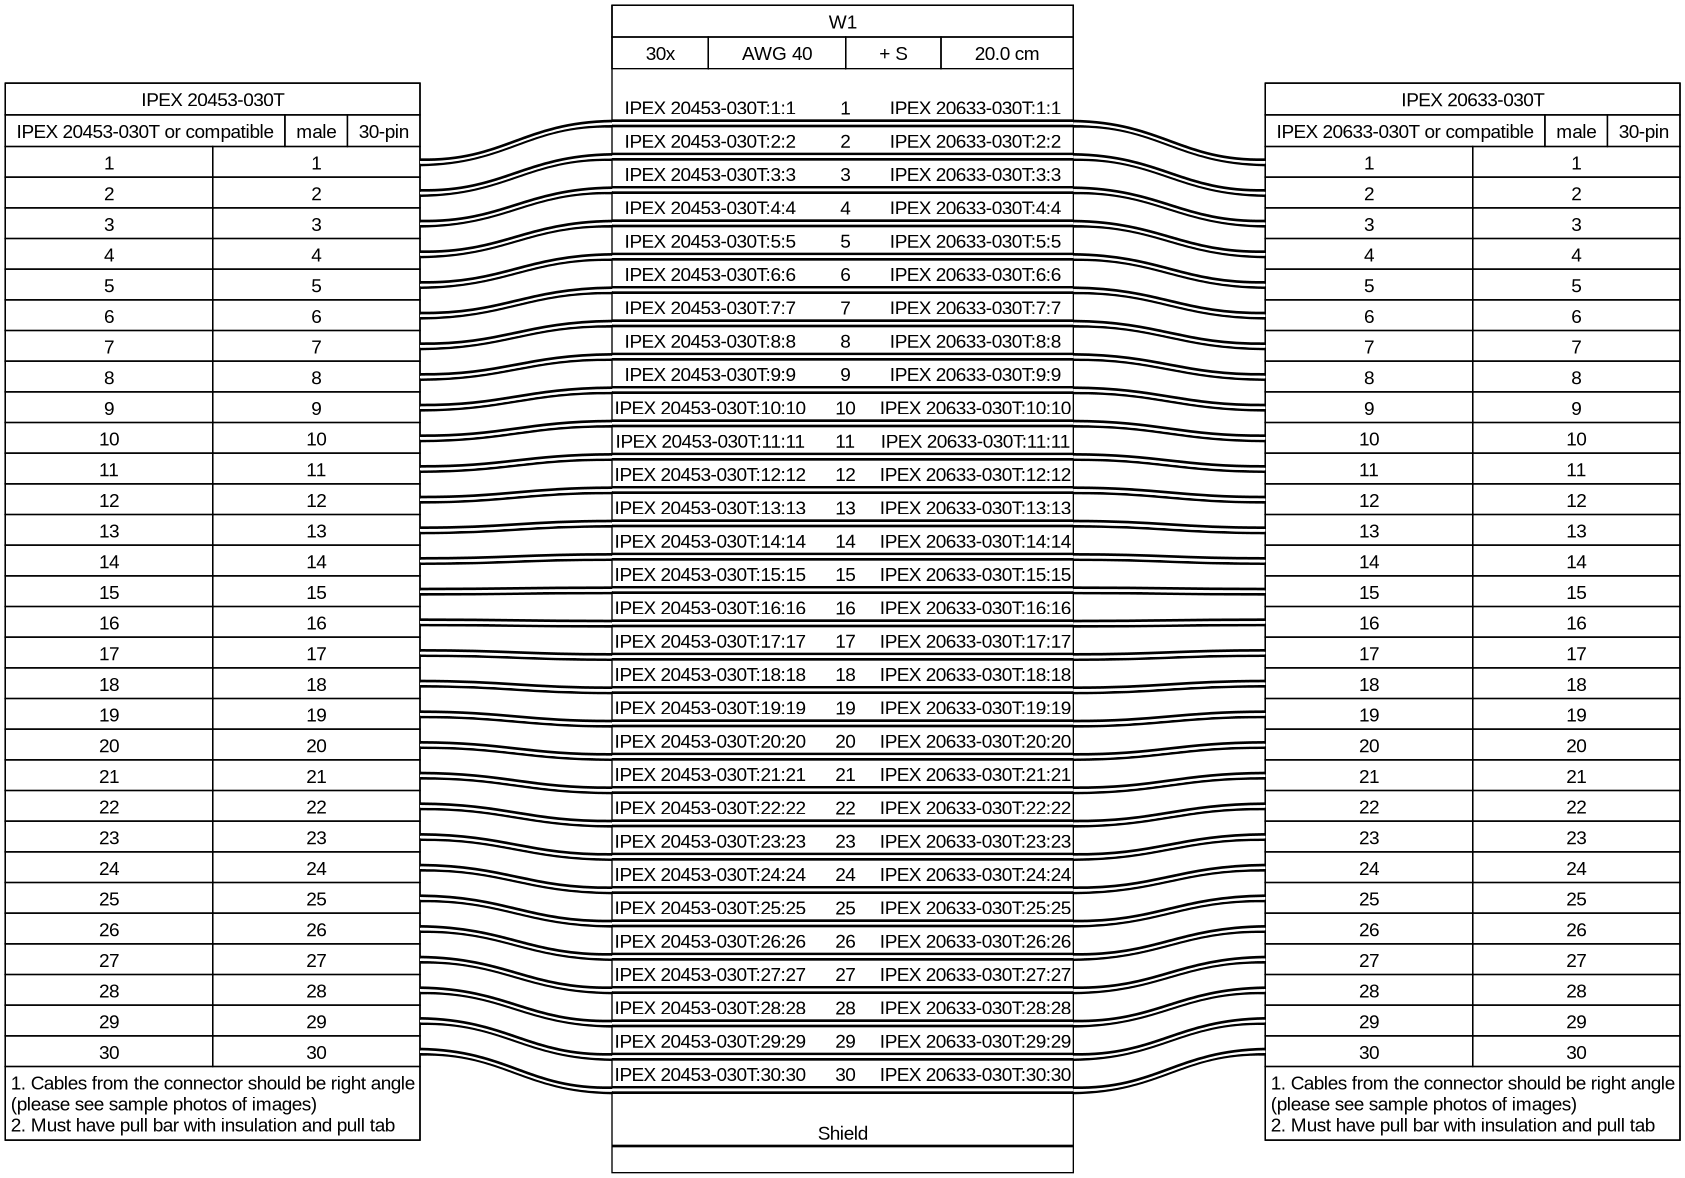 W1
30x AWG 40 + S 20.0 cm
IPEX 20453-030T
IPEX 20453-030T or compatible male 30-pin
1 1
2 2
3 3
4 4
5 5
6 6
7 7
8 8
9 9
10 10
11 11
12 12
13 13
14 14
15 15
16 16
17 17
18 18
19 19
20 20
21 21
22 22
23 23
24 24
25 25
26 26
27 27
28 28
29 29
30 30
1. Cables from the connector should be right angle
(please see sample photos of images)
2. Must have pull bar with insulation and pull tab
IPEX 20453-030T:1:1 1 IPEX 20633-030T:1:1
IPEX 20453-030T:2:2 2 IPEX 20633-030T:2:2
IPEX 20453-030T:3:3 3 IPEX 20633-030T:3:3
IPEX 20453-030T:4:4 4 IPEX 20633-030T:4:4
IPEX 20453-030T:5:5 5 IPEX 20633-030T:5:5
IPEX 20453-030T:6:6 6 IPEX 20633-030T:6:6
IPEX 20453-030T:7:7 7 IPEX 20633-030T:7:7
IPEX 20453-030T:8:8 8 IPEX 20633-030T:8:8
IPEX 20453-030T:9:9 9 IPEX 20633-030T:9:9
IPEX 20453-030T:10:10 10 IPEX 20633-030T:10:10
IPEX 20453-030T:11:11 11 IPEX 20633-030T:11:11
IPEX 20453-030T:12:12 12 IPEX 20633-030T:12:12
IPEX 20453-030T:13:13 13 IPEX 20633-030T:13:13
IPEX 20453-030T:14:14 14 IPEX 20633-030T:14:14
IPEX 20453-030T:15:15 15 IPEX 20633-030T:15:15
IPEX 20453-030T:16:16 16 IPEX 20633-030T:16:16
IPEX 20453-030T:17:17 17 IPEX 20633-030T:17:17
IPEX 20453-030T:18:18 18 IPEX 20633-030T:18:18
IPEX 20453-030T:19:19 19 IPEX 20633-030T:19:19
IPEX 20453-030T:20:20 20 IPEX 20633-030T:20:20
IPEX 20453-030T:21:21 21 IPEX 20633-030T:21:21
IPEX 20453-030T:22:22 22 IPEX 20633-030T:22:22
IPEX 20453-030T:23:23 23 IPEX 20633-030T:23:23
IPEX 20453-030T:24:24 24 IPEX 20633-030T:24:24
IPEX 20453-030T:25:25 25 IPEX 20633-030T:25:25
IPEX 20453-030T:26:26 26 IPEX 20633-030T:26:26
IPEX 20453-030T:27:27 27 IPEX 20633-030T:27:27
IPEX 20453-030T:28:28 28 IPEX 20633-030T:28:28
IPEX 20453-030T:29:29 29 IPEX 20633-030T:29:29
IPEX 20453-030T:30:30 30 IPEX 20633-030T:30:30
Shield
IPEX 20633-030T
IPEX 20633-030T or compatible male 30-pin
1 1
2 2
3 3
4 4
5 5
6 6
7 7
8 8
9 9
10 10
11 11
12 12
13 13
14 14
15 15
16 16
17 17
18 18
19 19
20 20
21 21
22 22
23 23
24 24
25 25
26 26
27 27
28 28
29 29
30 30
1. Cables from the connector should be right angle
(please see sample photos of images)
2. Must have pull bar with insulation and pull tab